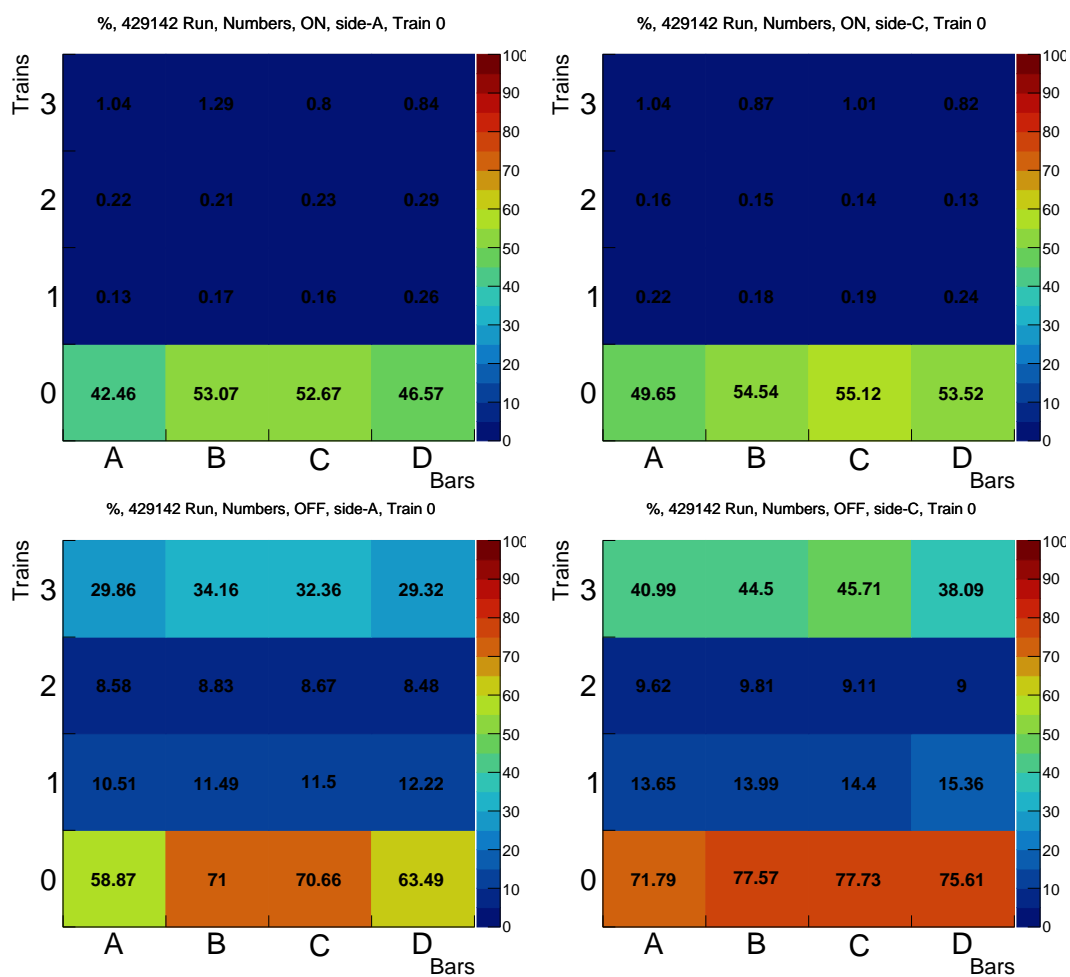 %, 429142 Run, Numbers, ON, side-A, Train 0
Trains
3 1.04 1.29 0.8 0.84
2 0.22 0.21 0.23 0.29
1 0.13 0.17 0.16 0.26
0 42.46 53.07 52.67 46.57
A B C D
Bars
100
90
80
70
60
50
40
30
20
10
0
%, 429142 Run, Numbers, ON, side-C, Train 0
Trains
3 1.04 0.87 1.01 0.82
2 0.16 0.15 0.14 0.13
1 0.22 0.18 0.19 0.24
0 49.65 54.54 55.12 53.52
A B C D
Bars
100
90
80
70
60
50
40
30
20
10
0
%, 429142 Run, Numbers, OFF, side-A, Train 0
Trains
3 29.86 34.16 32.36 29.32
2 8.58 8.83 8.67 8.48
1 10.51 11.49 11.5 12.22
0 58.87 71 70.66 63.49
A B C D
Bars
100
90
80
70
60
50
40
30
20
10
0
%, 429142 Run, Numbers, OFF, side-C, Train 0
Trains
3 40.99 44.5 45.71 38.09
2 9.62 9.81 9.11 9
1 13.65 13.99 14.4 15.36
0 71.79 77.57 77.73 75.61
A B C D
Bars
100
90
80
70
60
50
40
30
20
10
0